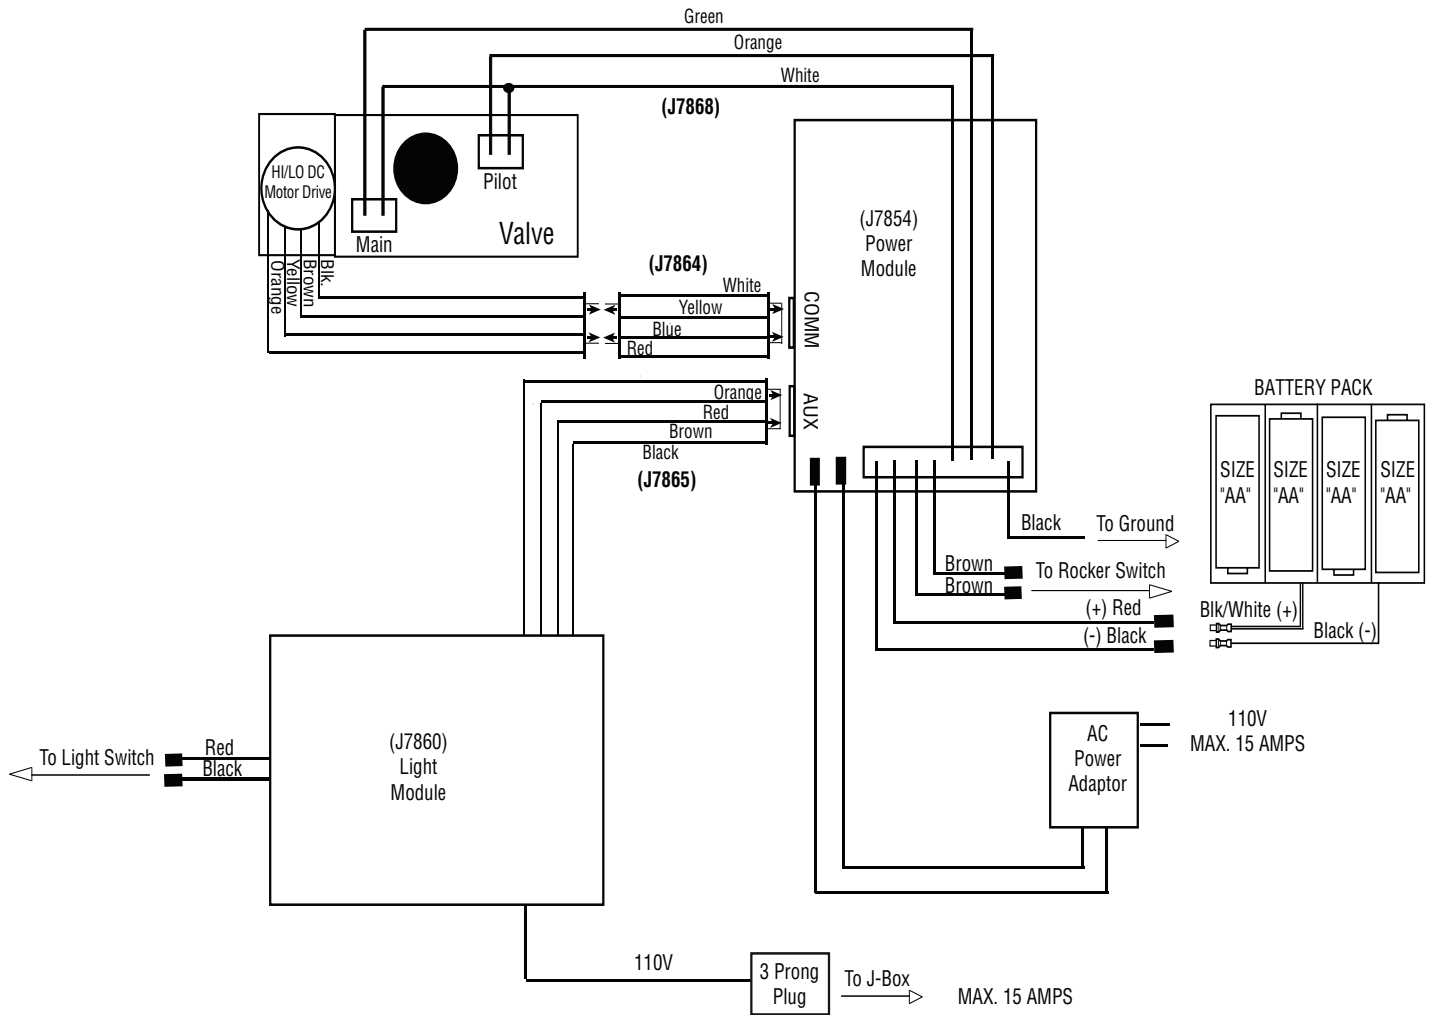 Green
Orange
White
(J7868)
HI/LO DC
Motor Drive
Pilot
Main
Valve
Orange
Yellow
Brown
Blk.
(J7864)
White
Yellow
Blue
Red
COMM
(J7854)
Power
Module
AUX
Orange
Red
Brown
Black
(J7865)
BATTERY PACK
SIZE
"AA"
SIZE
"AA"
SIZE
"AA"
SIZE
"AA"
Black
To Ground
Brown
Brown
To Rocker Switch
(+) Red
(-) Black
Blk/White (+)
Black (-)
AC
Power
Adaptor
110V
MAX. 15 AMPS
To Light Switch
Red
Black
(J7860)
Light
Module
110V
3 Prong
Plug
To J-Box
MAX. 15 AMPS